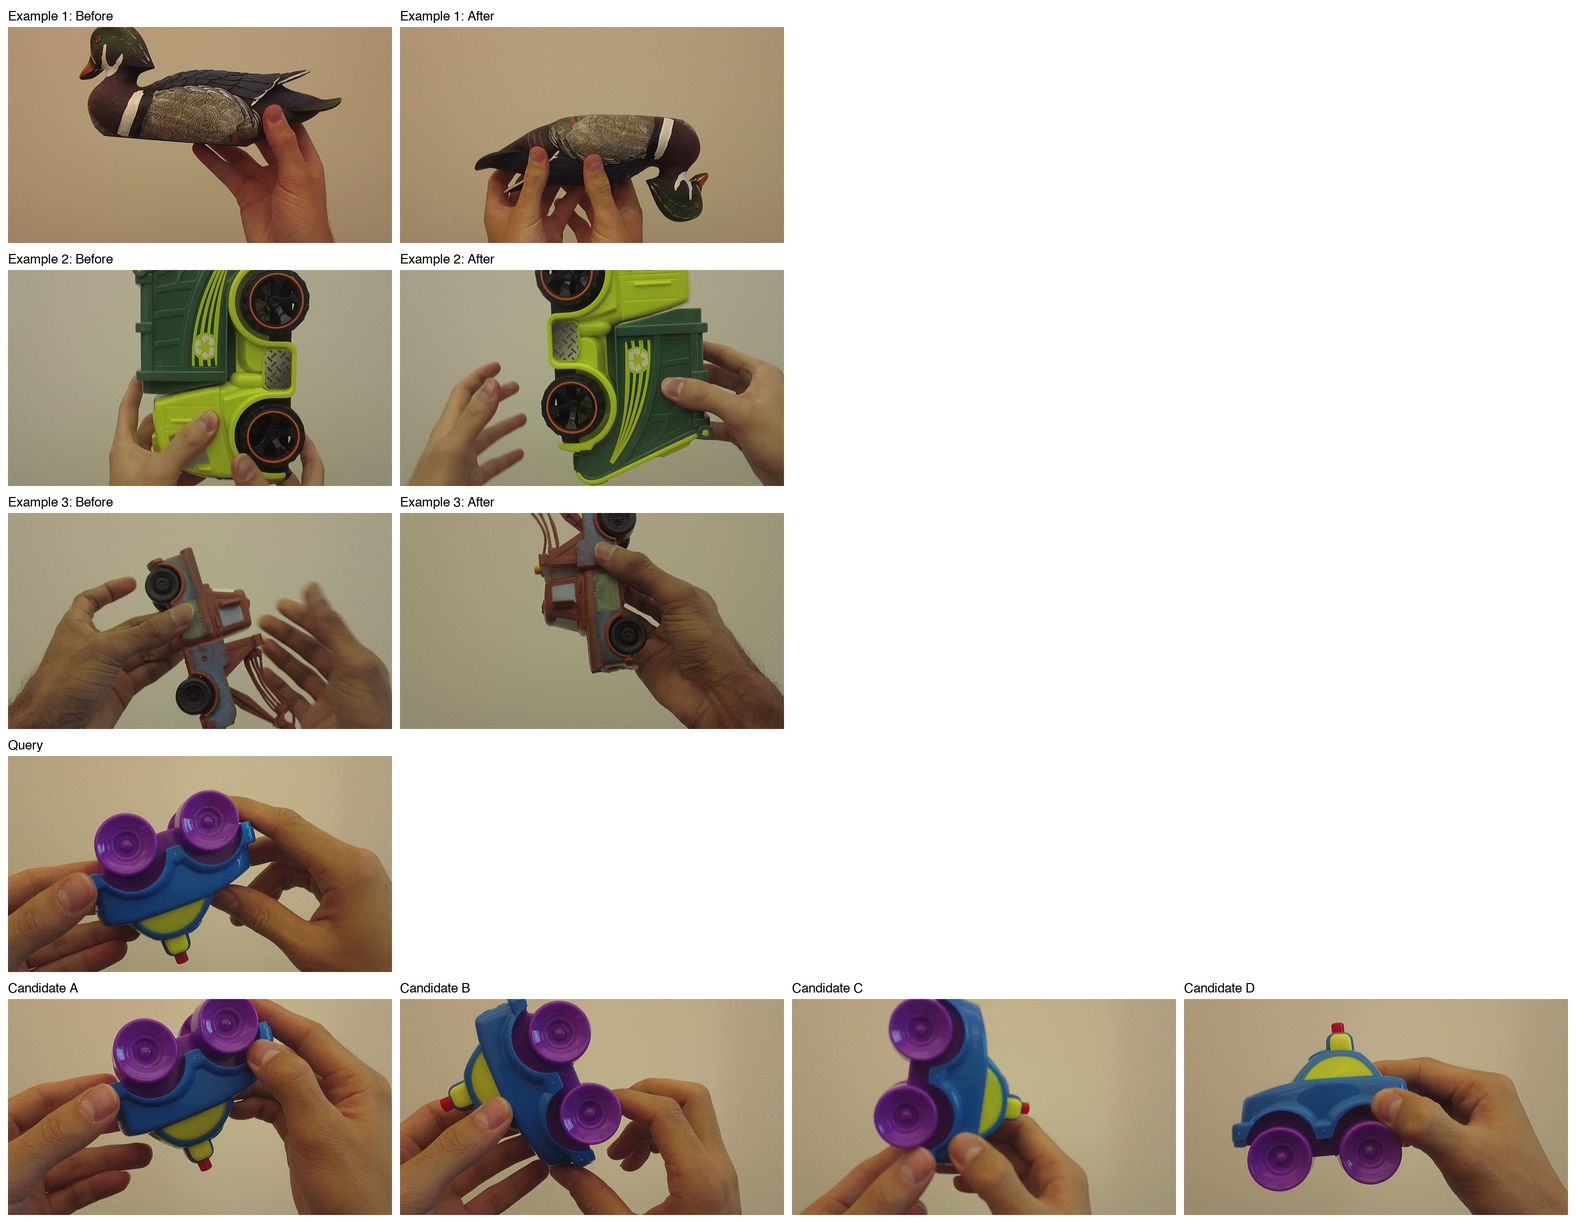 Example 1: Before
Example 1: After
Example 2: Before
Example 2: After
Example 3: Before
Example 3: After
Query
Candidate A
Candidate B
Candidate C
Candidate D